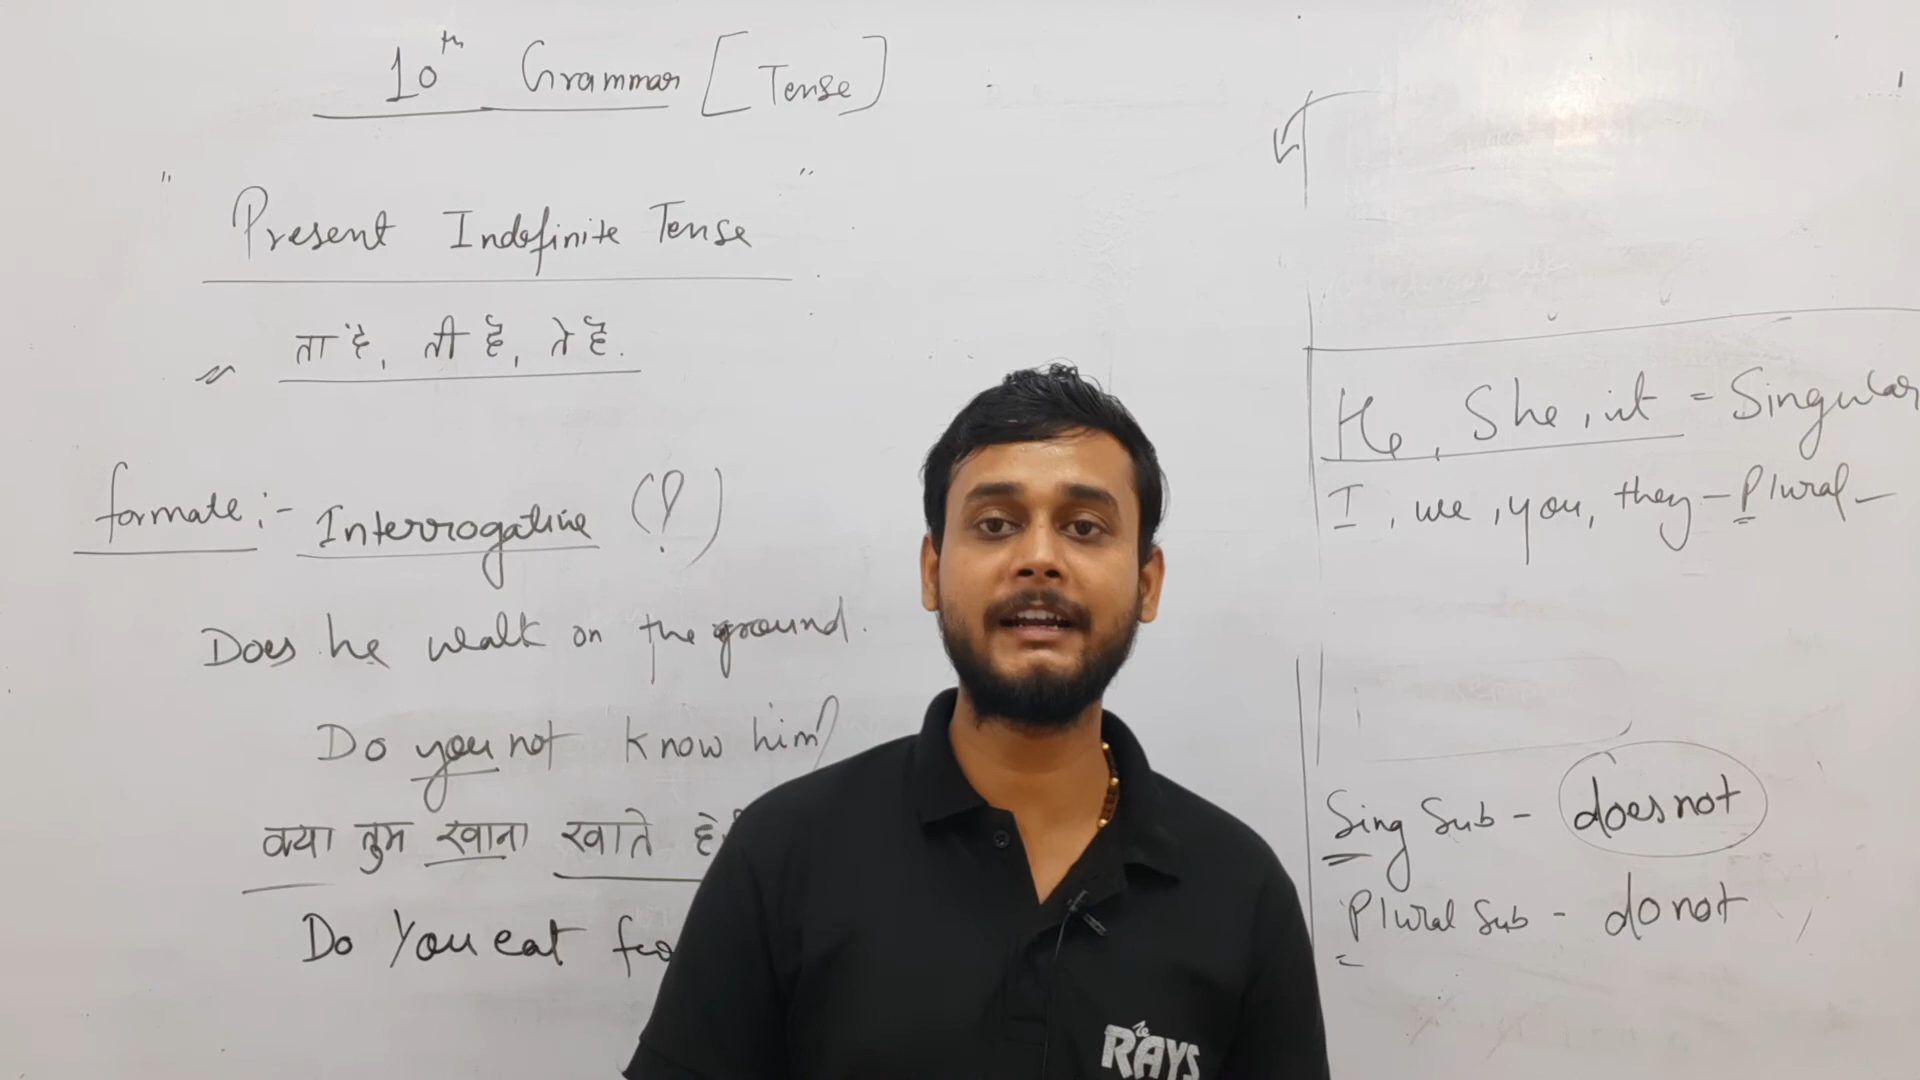 10th Grammar [Tense]
" Present Indefinite Tense "
ता है, ती है, ते है.
formate :- Interrogative (?)
Does he walk on the ground.
Do you not know him?
क्या तुम खाना खाते है
Do You eat
He, She, it = Singular
I, we, you, they - Plural -
Sing Sub - does not
Plural Sub - do not
The RAYS